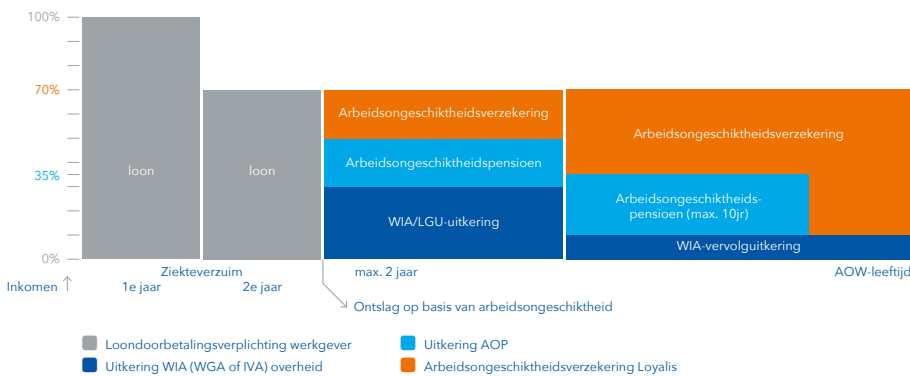 100%
70%
35%
0%
loon
loon
Arbeidsongeschiktheidsverzekering
Arbeidsongeschiktheidspensioen
WIA/LGU-uitkering
Arbeidsongeschiktheidsverzekering
Arbeidsongeschiktheids-
pensioen (max. 10jr)
WIA-vervolguitkering
Ziekteverzuim
max. 2 jaar
AOW-leeftijd
Inkomen
1e jaar
2e jaar
Ontslag op basis van arbeidsongeschiktheid
Loondoorbetalingsverplichting werkgever
Uitkering AOP
Uitkering WIA (WGA of IVA) overheid
Arbeidsongeschiktheidsverzekering Loyalis